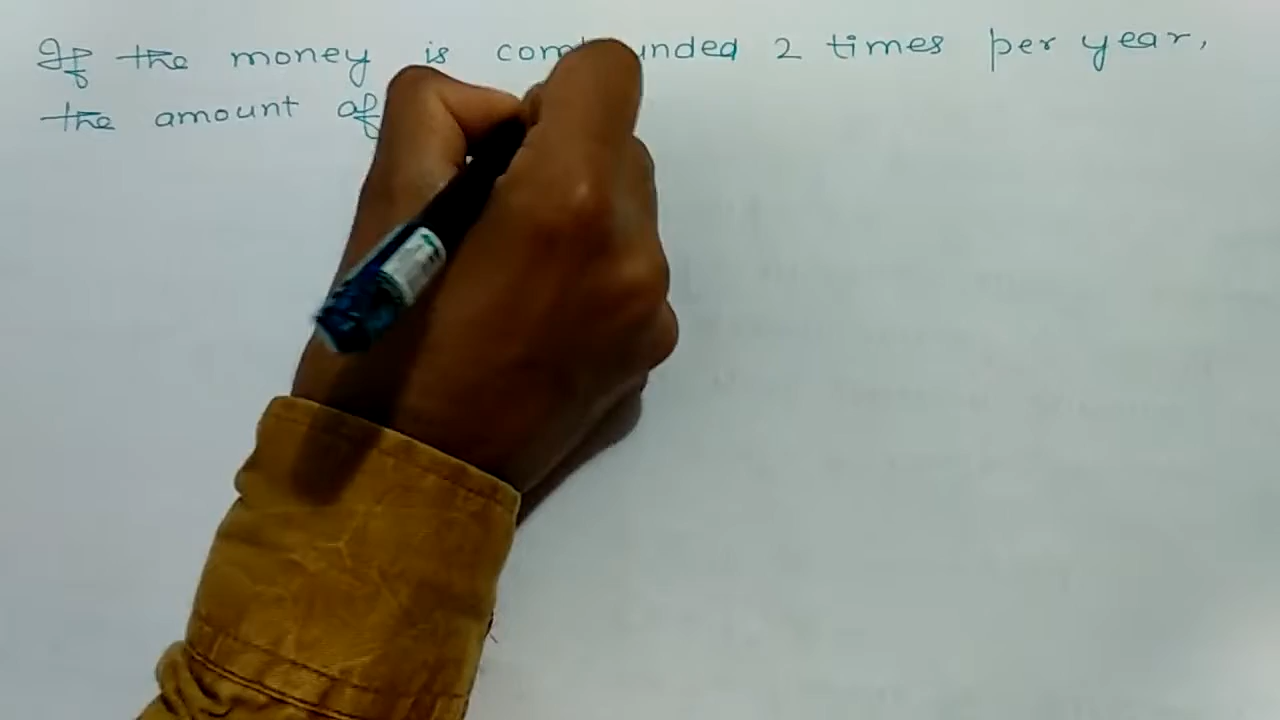 If the money is compounded 2 times per year,
the amount of